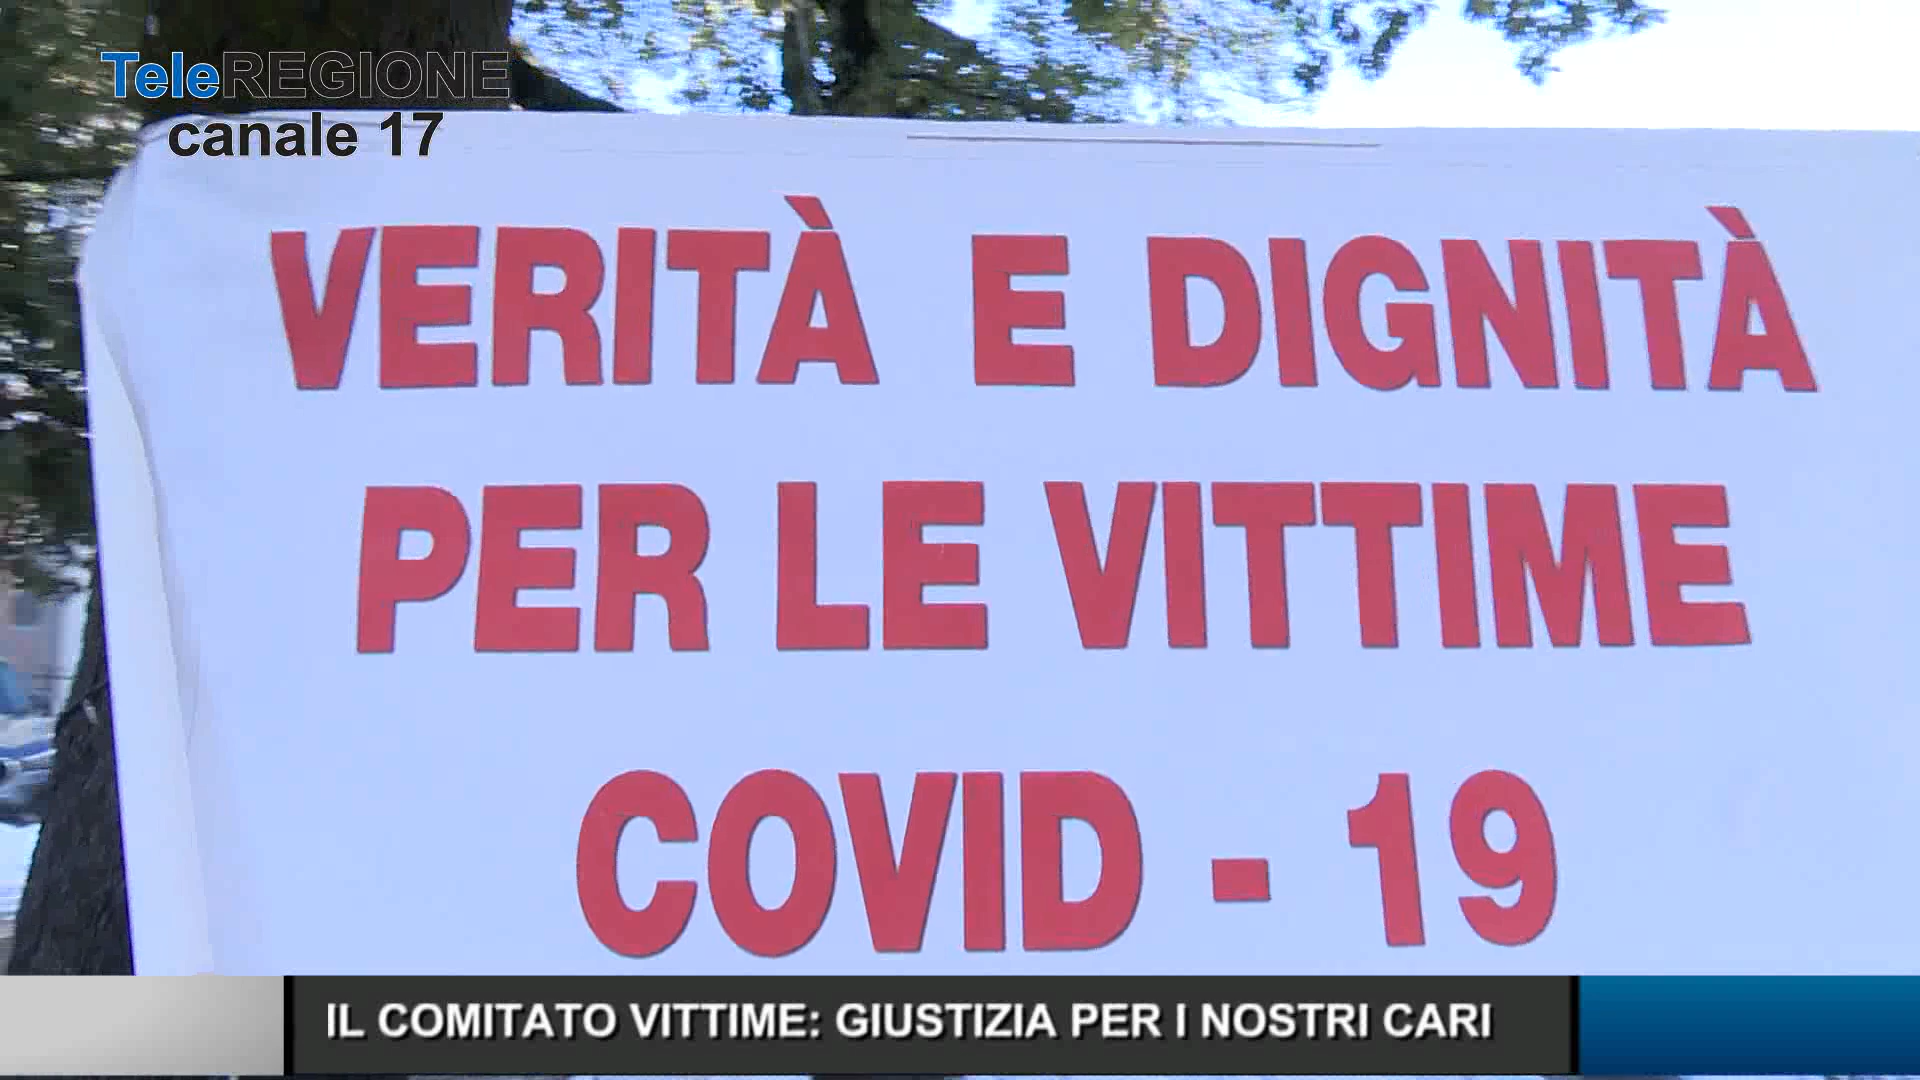 TeleREGIONE
canale 17
VERITÀ E DIGNITÀ
PER LE VITTIME
COVID - 19
IL COMITATO VITTIME: GIUSTIZIA PER I NOSTRI CARI